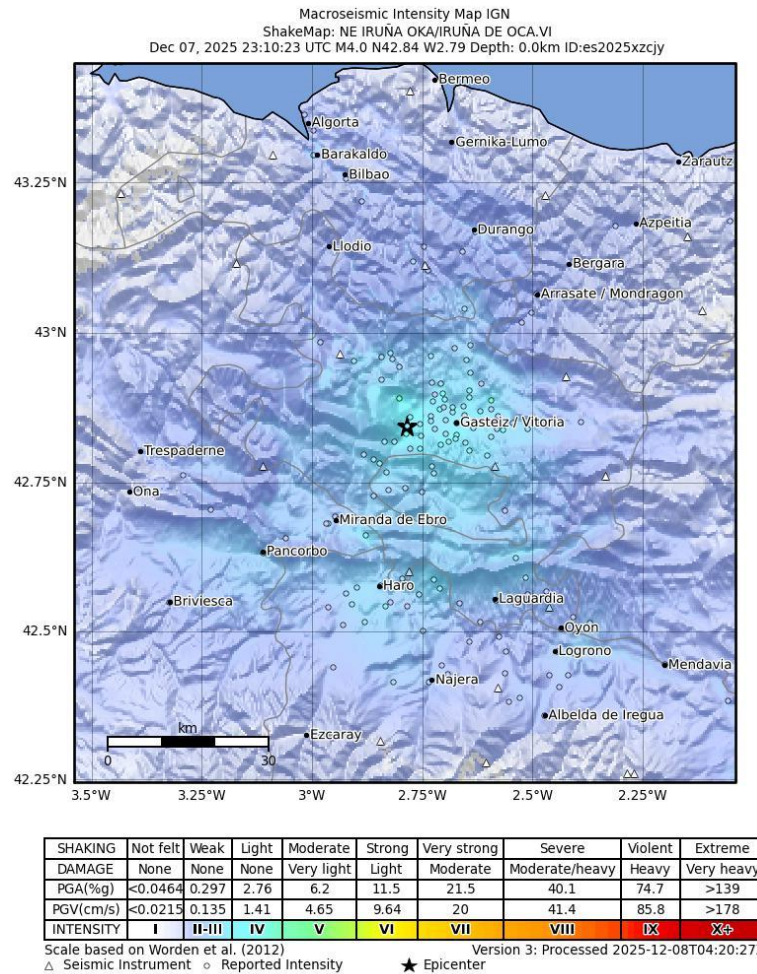 Macroseismic Intensity Map IGN
ShakeMap: NE IRUÑA OKA/IRUÑA DE OCA.VI
Dec 07, 2025 23:10:23 UTC M4.0 N42.84 W2.79 Depth: 0.0km ID:es2025xzcjy
Bermeo
Algorta
Gernika-Lumo
Barakaldo
Zarautz
Bilbao
43.25°N
Azpeitia
Durango
Llodio
Bergara
Arrasate / Mondragon
43°N
Gasteiz / Vitoria
Trespaderne
42.75°N
Ona
Miranda de Ebro
Pancorbo
Haro
Briviesca
Laguardia
42.5°N
Oyon
Logrono
Mendavia
Najera
Albelda de Iregua
km
Ezcaray
0 30
42.25°N
3.5°W 3.25°W 3°W 2.75°W 2.5°W 2.25°W
SHAKING Not felt Weak Light Moderate Strong Very strong Severe Violent Extreme
DAMAGE None None None Very light Light Moderate Moderate/heavy Heavy Very heavy
PGA(%g) <0.0464 0.297 2.76 6.2 11.5 21.5 40.1 74.7 >139
PGV(cm/s) <0.0215 0.135 1.41 4.65 9.64 20 41.4 85.8 >178
INTENSITY I II-III IV V VI VII VIII IX X+
Scale based on Worden et al. (2012) Version 3: Processed 2025-12-08T04:20:27
△ Seismic Instrument ○ Reported Intensity ★ Epicenter